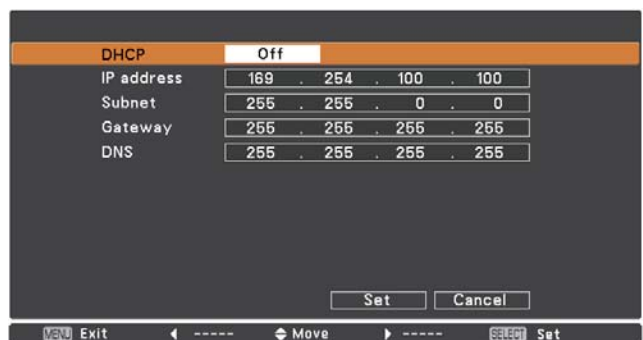 DHCP Off
IP address 169 . 254 . 100 . 100
Subnet 255 . 255 . 0 . 0
Gateway 255 . 255 . 255 . 255
DNS 255 . 255 . 255 . 255
Set Cancel
MENU Exit ◀ ----- Move ▶ ----- SELECT Set